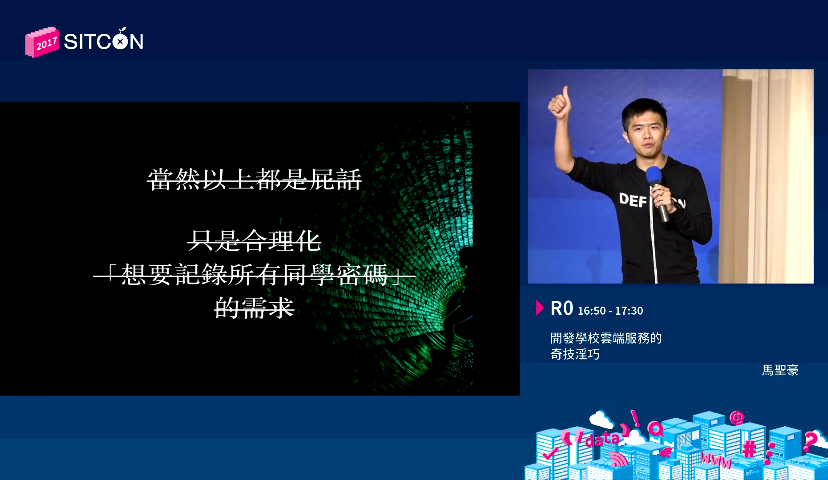 2017 SITCON
當然以上都是屁話
只是合理化
「想要記錄所有同學密碼」
的需求
DEF CON
R0 16:50 - 17:30
開發學校雲端服務的
奇技淫巧
馬聖豪
data
www